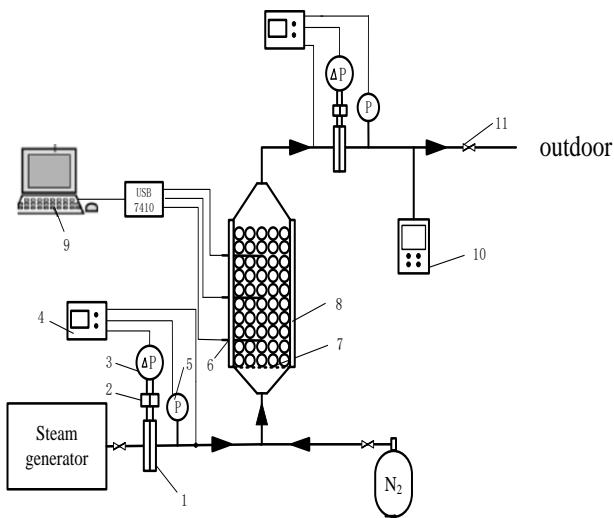 ΔP
P
11
outdoor
USB
7410
9
10
4
8
3
ΔP
5
6
7
2
P
Steam
generator
1
N2